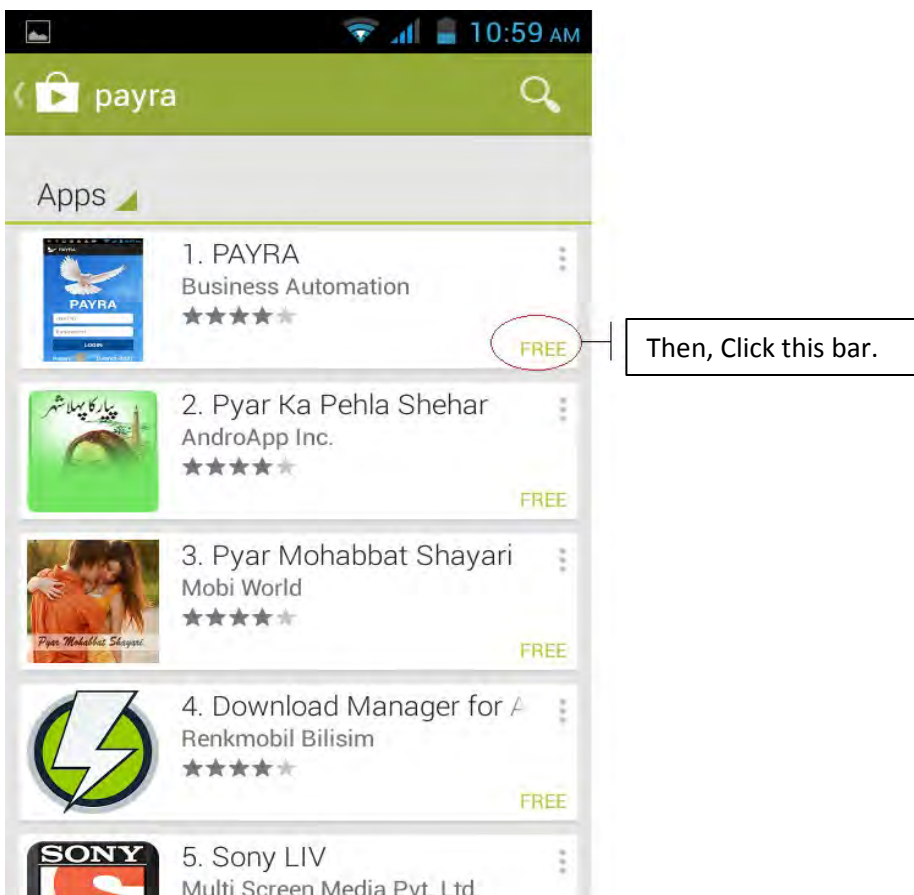 10:59 AM
payra
Apps
1. PAYRA
Business Automation
PAYRA
PAYRA
LOGIN
FREE
Then, Click this bar.
پیار کا پہلا شہر
2. Pyar Ka Pehla Shehar
AndroApp Inc.
FREE
3. Pyar Mohabbat Shayari
Mobi World
Pyar Mohabbat Shayari
FREE
4. Download Manager for A
Renkmobil Bilisim
FREE
SONY
5. Sony LIV
Multi Screen Media Pvt. Ltd